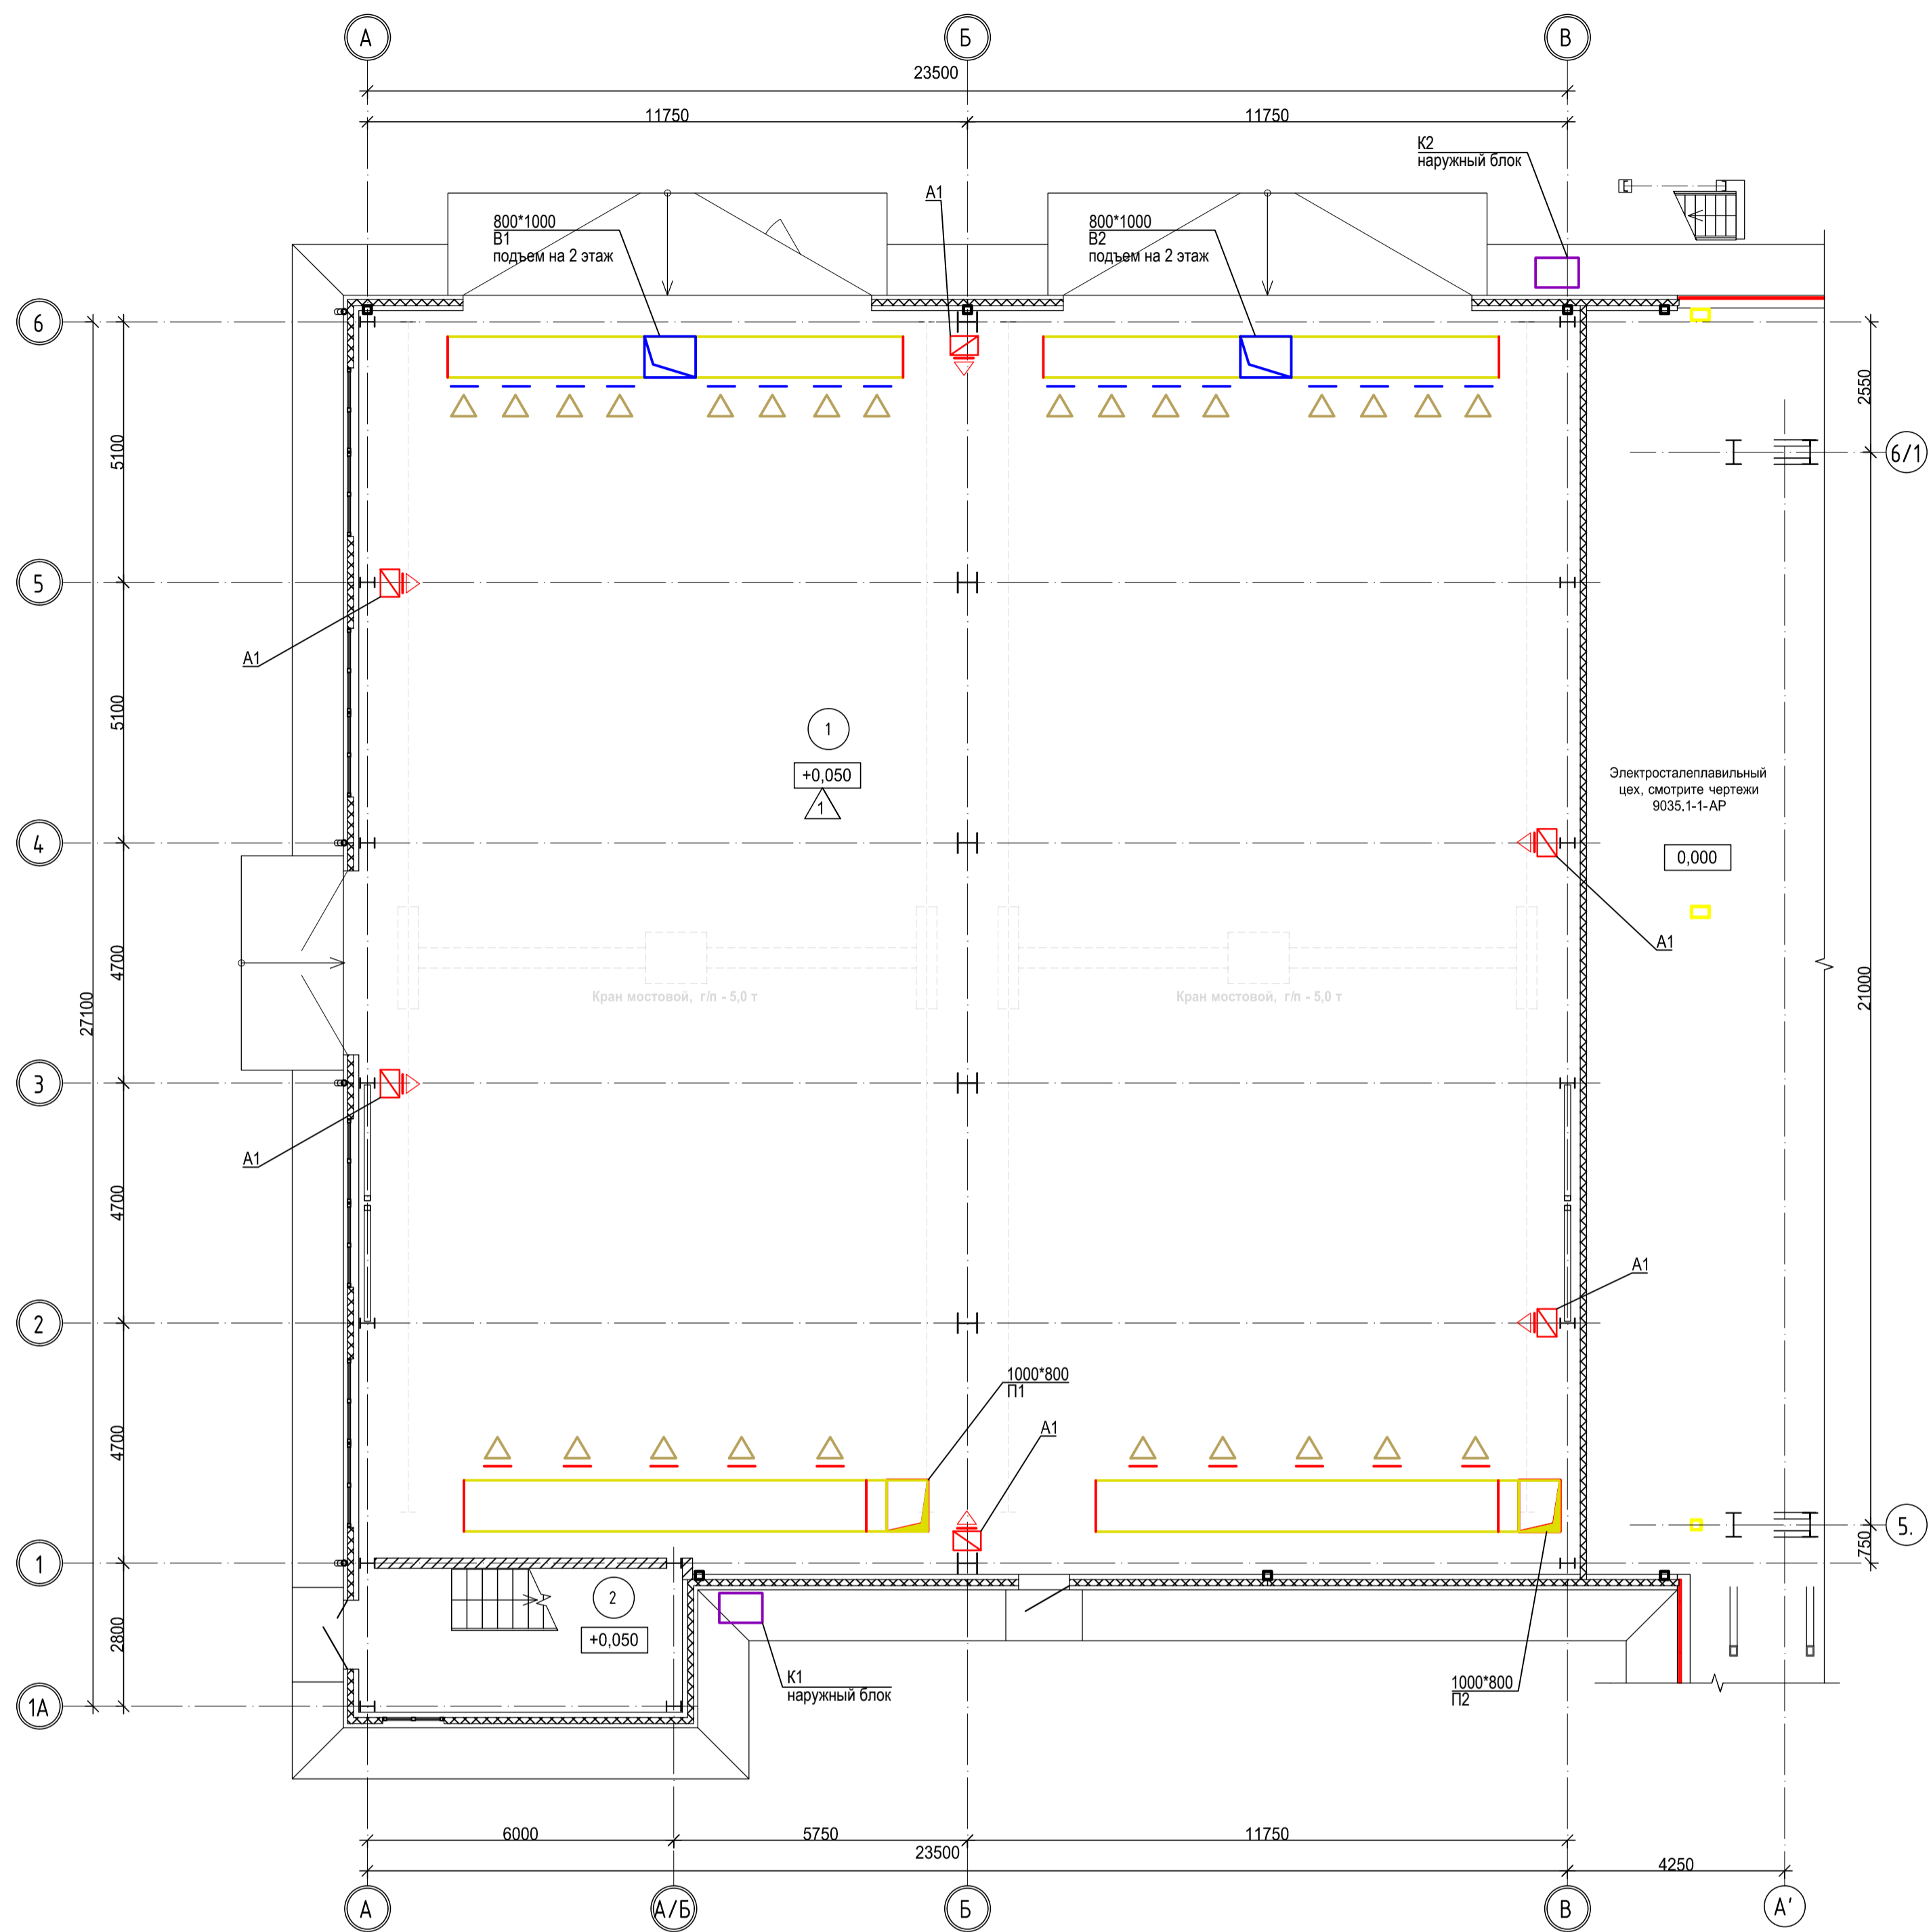 А
Б
В
23500
11750
11750
К2
наружный блок
А1
800*1000
В1
подъем на 2 этаж
800*1000
В2
подъем на 2 этаж
6
2550
6/1
5100
5
А1
5100
1
+0,050
1
Электросталеплавильный
цех, смотрите чертежи
9035.1-1-АР
0,000
4
А1
4700
27100
Кран мостовой, г/п - 5,0 т
Кран мостовой, г/п - 5,0 т
21000
3
А1
4700
А1
2
1000*800
П1
А1
4700
5.
750
1
2
+0,050
2800
К1
наружный блок
1000*800
П2
1А
6000
5750
11750
23500
4250
А
А/Б
Б
В
А'